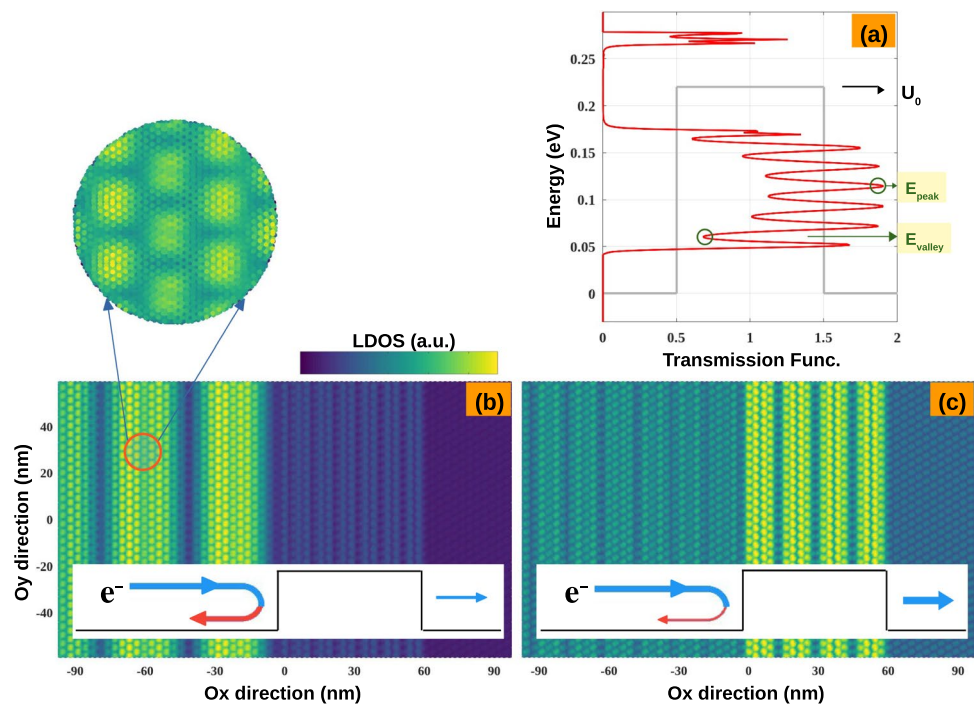 (a)
0.25
0.2
0.15
0.1
0.05
0
Energy (eV)
U0
Epeak
Evalley
0 0.5 1 1.5 2
Transmission Func.
LDOS (a.u.)
(b)
(c)
40
20
0
-20
-40
Oy direction (nm)
e−
e−
-90 -60 -30 0 30 60 90
-90 -60 -30 0 30 60 90
Ox direction (nm)
Ox direction (nm)